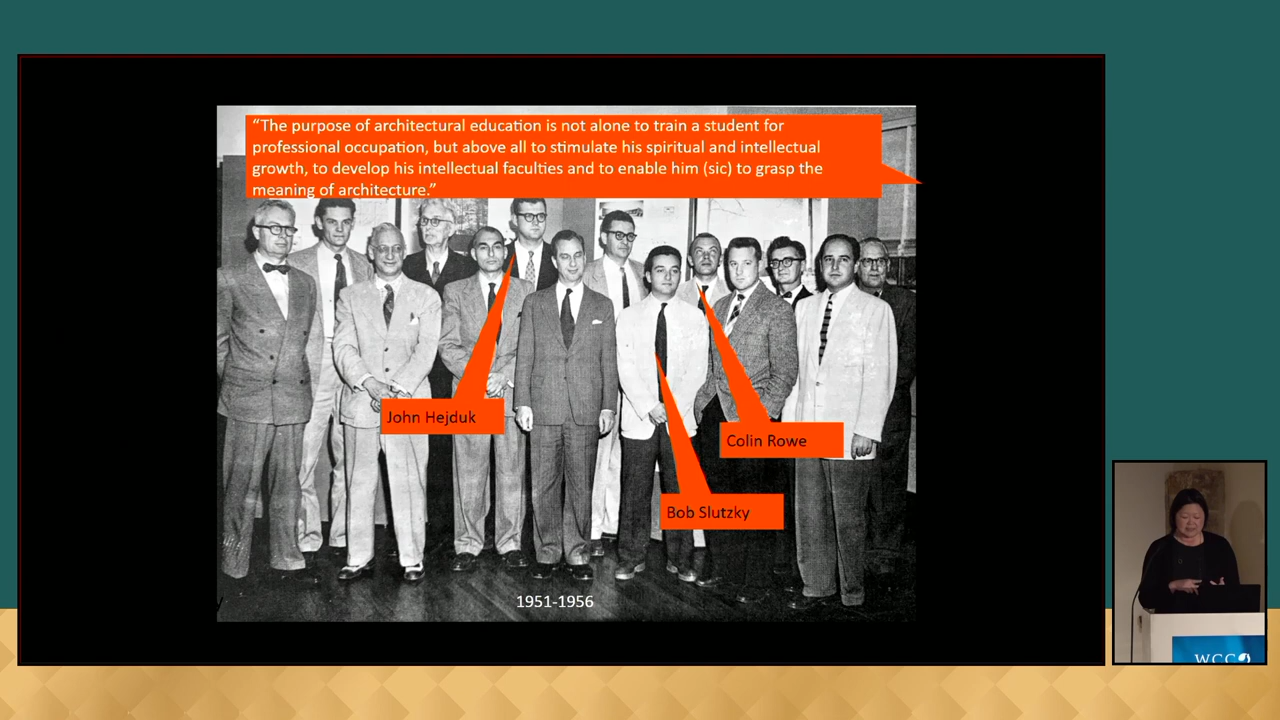 “The purpose of architectural education is not alone to train a student for
professional occupation, but above all to stimulate his spiritual and intellectual
growth, to develop his intellectual faculties and to enable him (sic) to grasp the
meaning of architecture.”
John Hejduk
Colin Rowe
Bob Slutzky
1951-1956
WCC